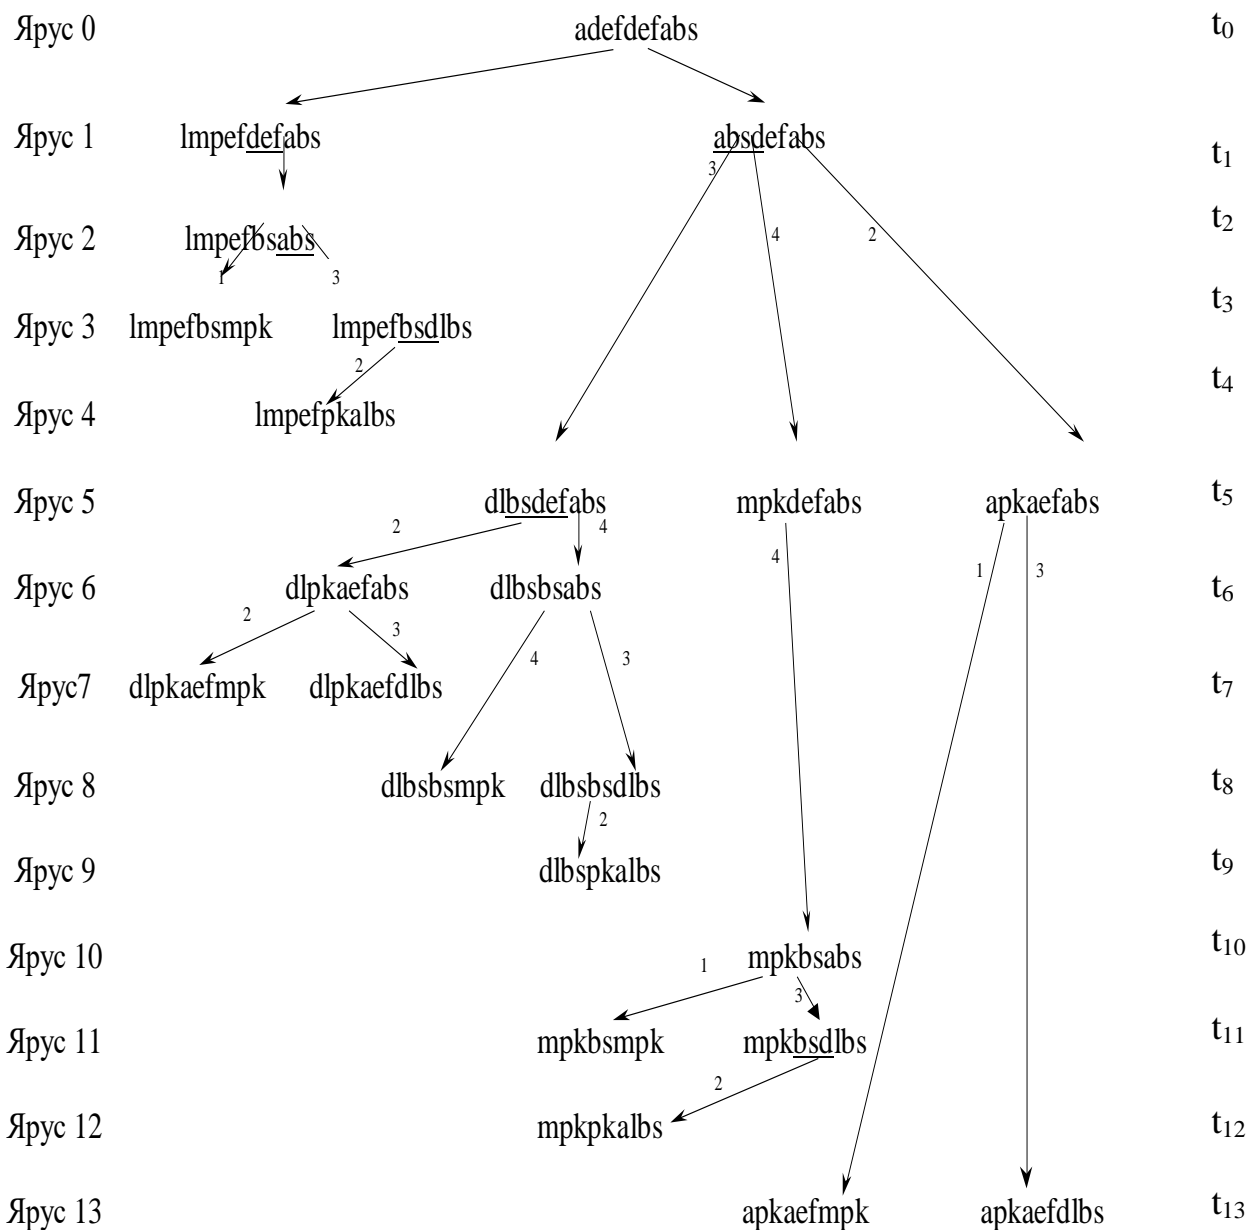 Ярус 0 adefdefabs t₀
Ярус 1 lmpefdefabs absdefabs t₁
3
t₂
Ярус 2 lmpefbsabs 4 2
1 3
t₃
Ярус 3 lmpefbsmpk lmpefbsdlbs
2
t₄
Ярус 4 lmpefpkalbs
Ярус 5 dlbsdefabs mpkdefabs apkaefabs t₅
2 4
4 1 3
Ярус 6 dlpkaefabs dlbsbsabs t₆
2 3
4 3
Ярус7 dlpkaefmpk dlpkaefdlbs t₇
Ярус 8 dlbsbsmpk dlbsbsdlbs t₈
2
Ярус 9 dlbspkalbs t₉
Ярус 10 mpkbsabs t₁₀
1 3
Ярус 11 mpkbsmpk mpkbsdlbs t₁₁
2
Ярус 12 mpkpkalbs t₁₂
Ярус 13 apkaefmpk apkaefdlbs t₁₃